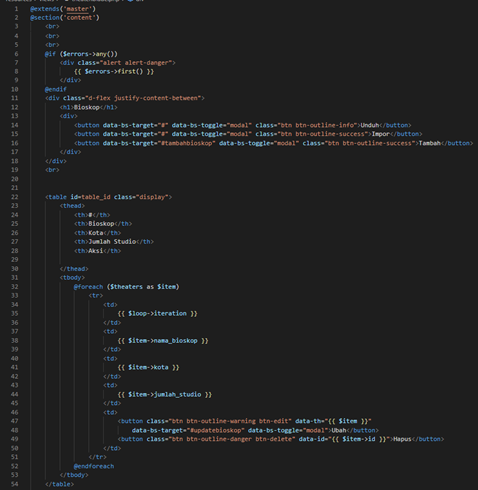 1 @extends('master')
2 @section('content')
3 <br>
4 <br>
5 <br>
6 @if ($errors->any())
7 <div class="alert alert-danger">
8 {{ $errors->first() }}
9 </div>
10 @endif
11 <div class="d-flex justify-content-between">
12 <h1>Bioskop</h1>
13 <div>
14 <button data-bs-target="#" data-bs-toggle="modal" class="btn btn-outline-info">Unduh</button>
15 <button data-bs-target="#" data-bs-toggle="modal" class="btn btn-outline-success">Impor</button>
16 <button data-bs-target="#tambahbioskop" data-bs-toggle="modal" class="btn btn-outline-success">Tambah</button>
17 </div>
18 </div>
19 <br>
20
21
22 <table id=table_id class="display">
23 <thead>
24 <th>#</th>
25 <th>Bioskop</th>
26 <th>Kota</th>
27 <th>Jumlah Studio</th>
28 <th>Aksi</th>
29
30 </thead>
31 <tbody>
32 @foreach ($theaters as $item)
33 <tr>
34 <td>
35 {{ $loop->iteration }}
36 </td>
37 <td>
38 {{ $item->nama_bioskop }}
39 </td>
40 <td>
41 {{ $item->kota }}
42 </td>
43 <td>
44 {{ $item->jumlah_studio }}
45 </td>
46 <td>
47 <button class="btn btn-outline-warning btn-edit" data-th="{{ $item }}"
48 data-bs-target="#updatebioskop" data-bs-toggle="modal">Ubah</button>
49 <button class="btn btn-outline-danger btn-delete" data-id="{{ $item->id }}">Hapus</button>
50 </td>
51 </tr>
52 @endforeach
53 </tbody>
54 </table>